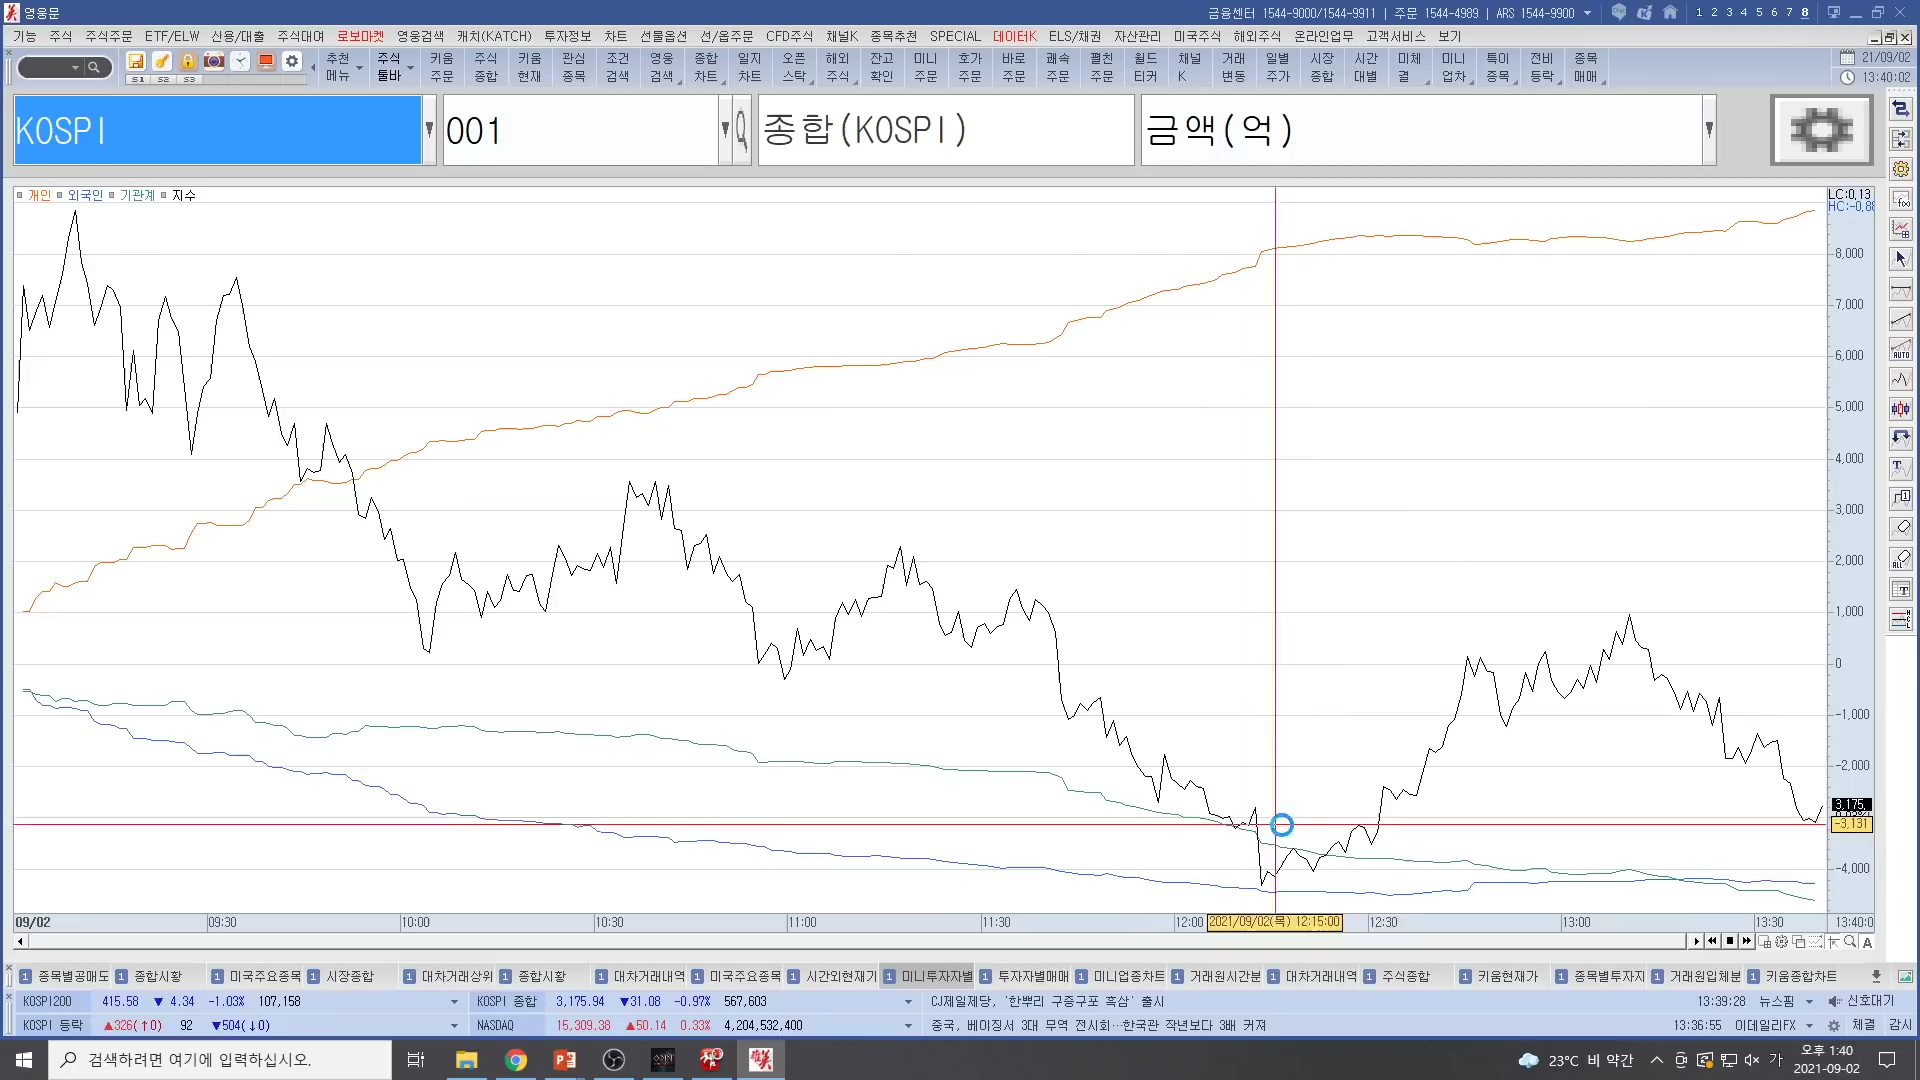 영웅문
금융센터 1544-9000/1544-9911 | 주문 1544-4989 | ARS 1544-9900
1 2 3 4 5 6 7 8
기능 주식 주식주문 ETF/ELW 신용/대출 주식대여 로보마켓 영웅검색 캐치(KATCH) 투자정보 차트 선물옵션 선/옵주문 CFD주식 채널K 종목추천 SPECIAL 데이터K ELS/채권 자산관리 미국주식 해외주식 온라인업무 고객서비스 보기
추천 주식 키움 주식 키움 관심 조건 영웅 종합 일지 오픈 해외 잔고 미니 호가 바로 쾌속 펼친 월드 채널 거래 일별 시장 시간 미체 미니 특이 전비 종목
메뉴 툴바 주문 종합 현재 종목 검색 검색 차트 차트 스탁 주식 확인 주문 주문 주문 주문 주문 티커 K 변동 주가 종합 대별 결 업차 종목 등락 매매
S1 S2 S3
21/09/02
13:40:02
KOSPI 001 종합(KOSPI) 금액(억)
개인 외국인 기관계 지수
LC:0,13
HC:-0,88
8,000
7,000
6,000
5,000
4,000
3,000
2,000
1,000
0
-1,000
-2,000
3,175,
-3,131
-4,000
09/02 09:30 10:00 10:30 11:00 11:30 12:00 2021/09/02(목) 12:15:00 12:30 13:00 13:30 13:40:0
종목별공매도 종합시황 미국주요종목 시장종합 대차거래상위 종합시황 대차거래내역 미국주요종목 시간외현재가 미니투자자별 투자자별매매 미니업종차트 거래원시간분 대차거래내역 주식종합 키움현재가 종목별투자지 거래원입체분 키움종합차트
KOSPI200 415.58 ▼ 4.34 -1.03% 107,158 KOSPI 종합 3,175.94 ▼31.08 -0.97% 567,603 CJ제일제당, '한뿌리 구증구포 흑삼' 출시 13:39:28 뉴스핌 신호대기
KOSPI 등락 ▲326(↑0) 92 ▼504(↓0) NASDAQ 15,309.38 ▲50.14 0.33% 4,204,532,400 중국, 베이징서 3대 무역 전시회…한국관 작년보다 3배 커져 13:36:55 이데일리FX 체결 감시
검색하려면 여기에 입력하십시오.
23°C 비 약간
가
오후 1:40
2021-09-02